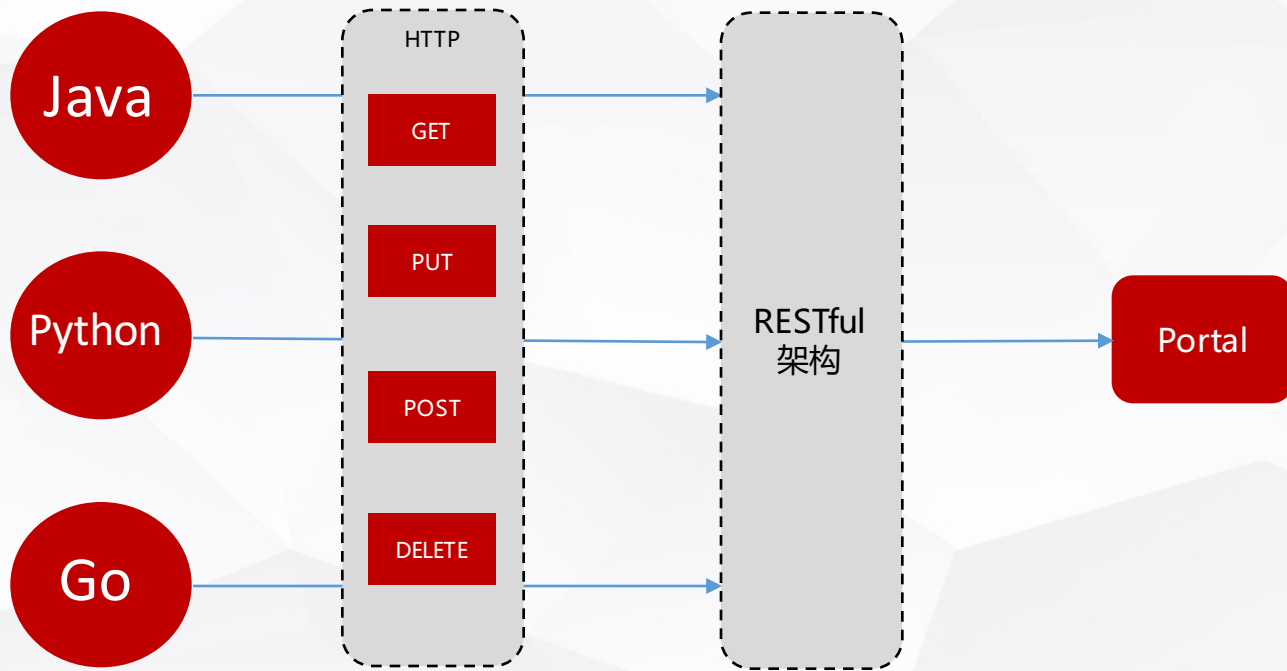 Java
Python
Go
HTTP
GET
PUT
POST
DELETE
RESTful
架构
Portal